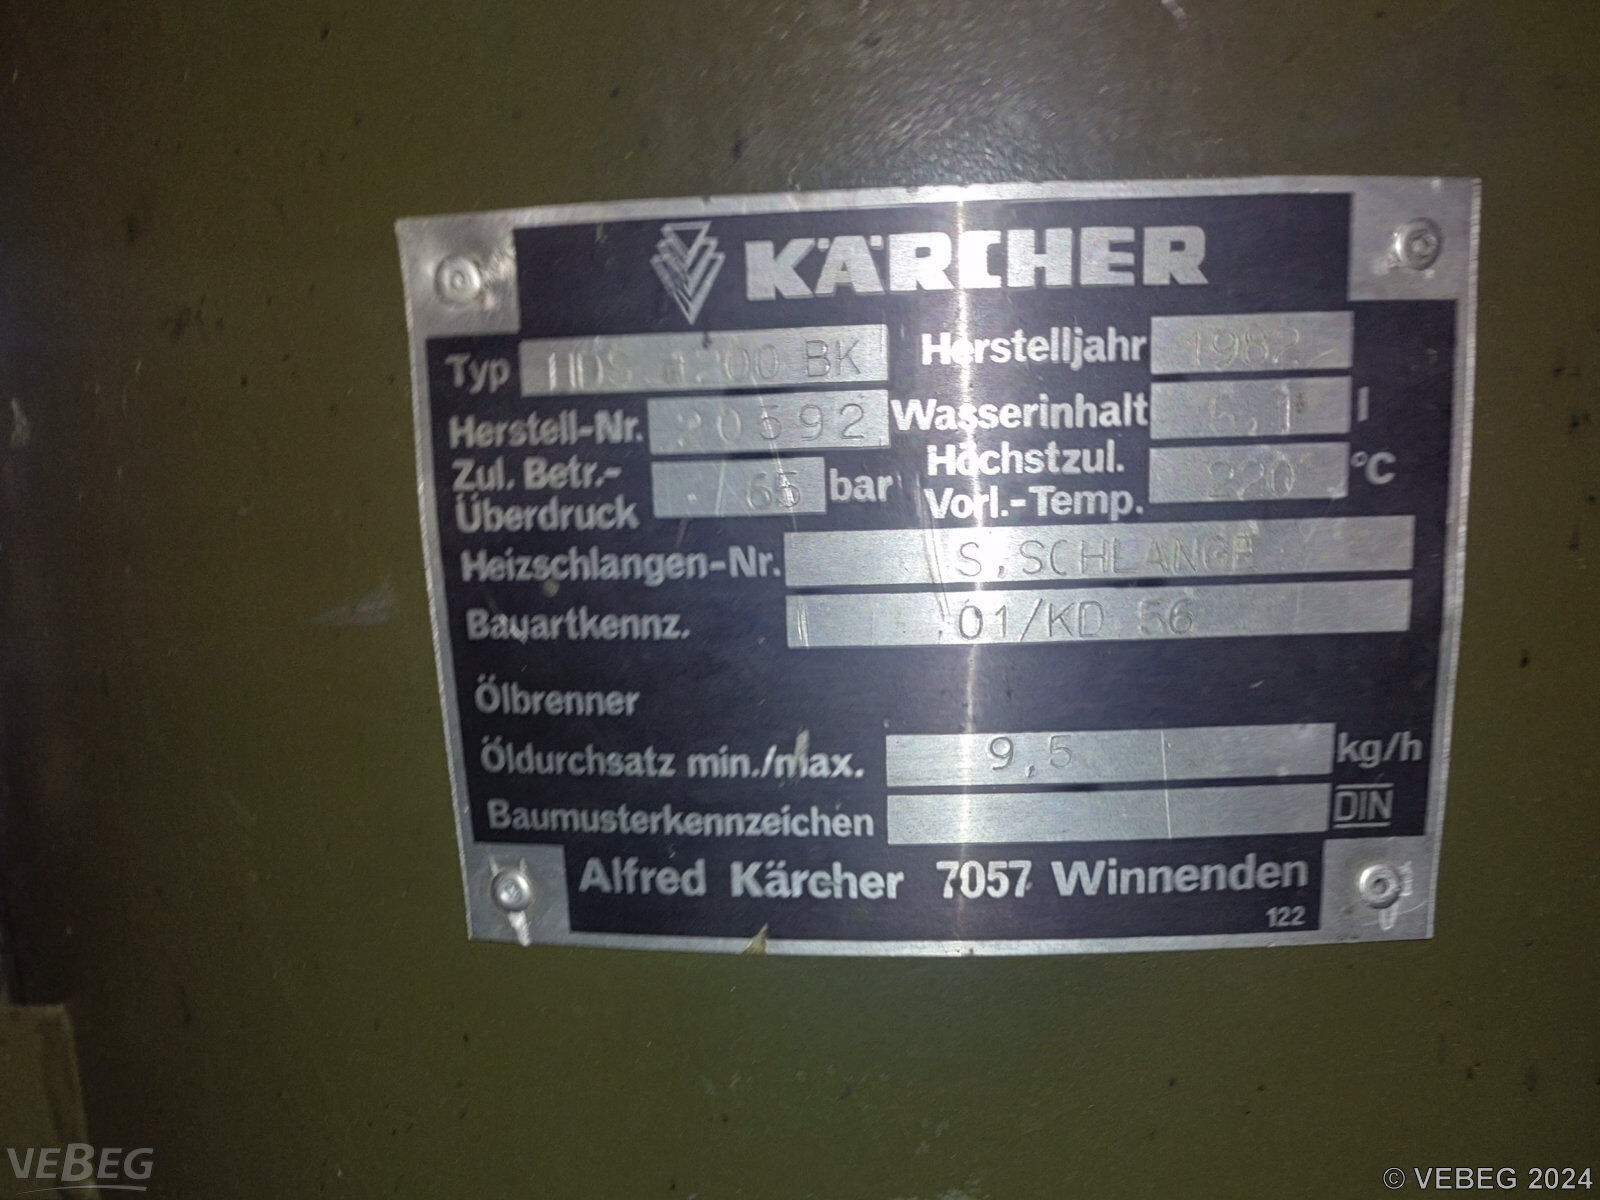 KÄRCHER
Typ HDS 1200 BK
Herstelljahr 1982
Herstell-Nr. 20592
Wasserinhalt 6,1 l
Zul. Betr.-
Überdruck 65 bar
Höchstzul.
Vorl.-Temp. 220 °C
Heizschlangen-Nr. S.SCHLANGE
Bauartkennz. 01/KD 56
Ölbrenner
Öldurchsatz min./max. 9,5 kg/h
Baumusterkennzeichen DIN
Alfred Kärcher 7057 Winnenden
122
VEBEG
© VEBEG 2024